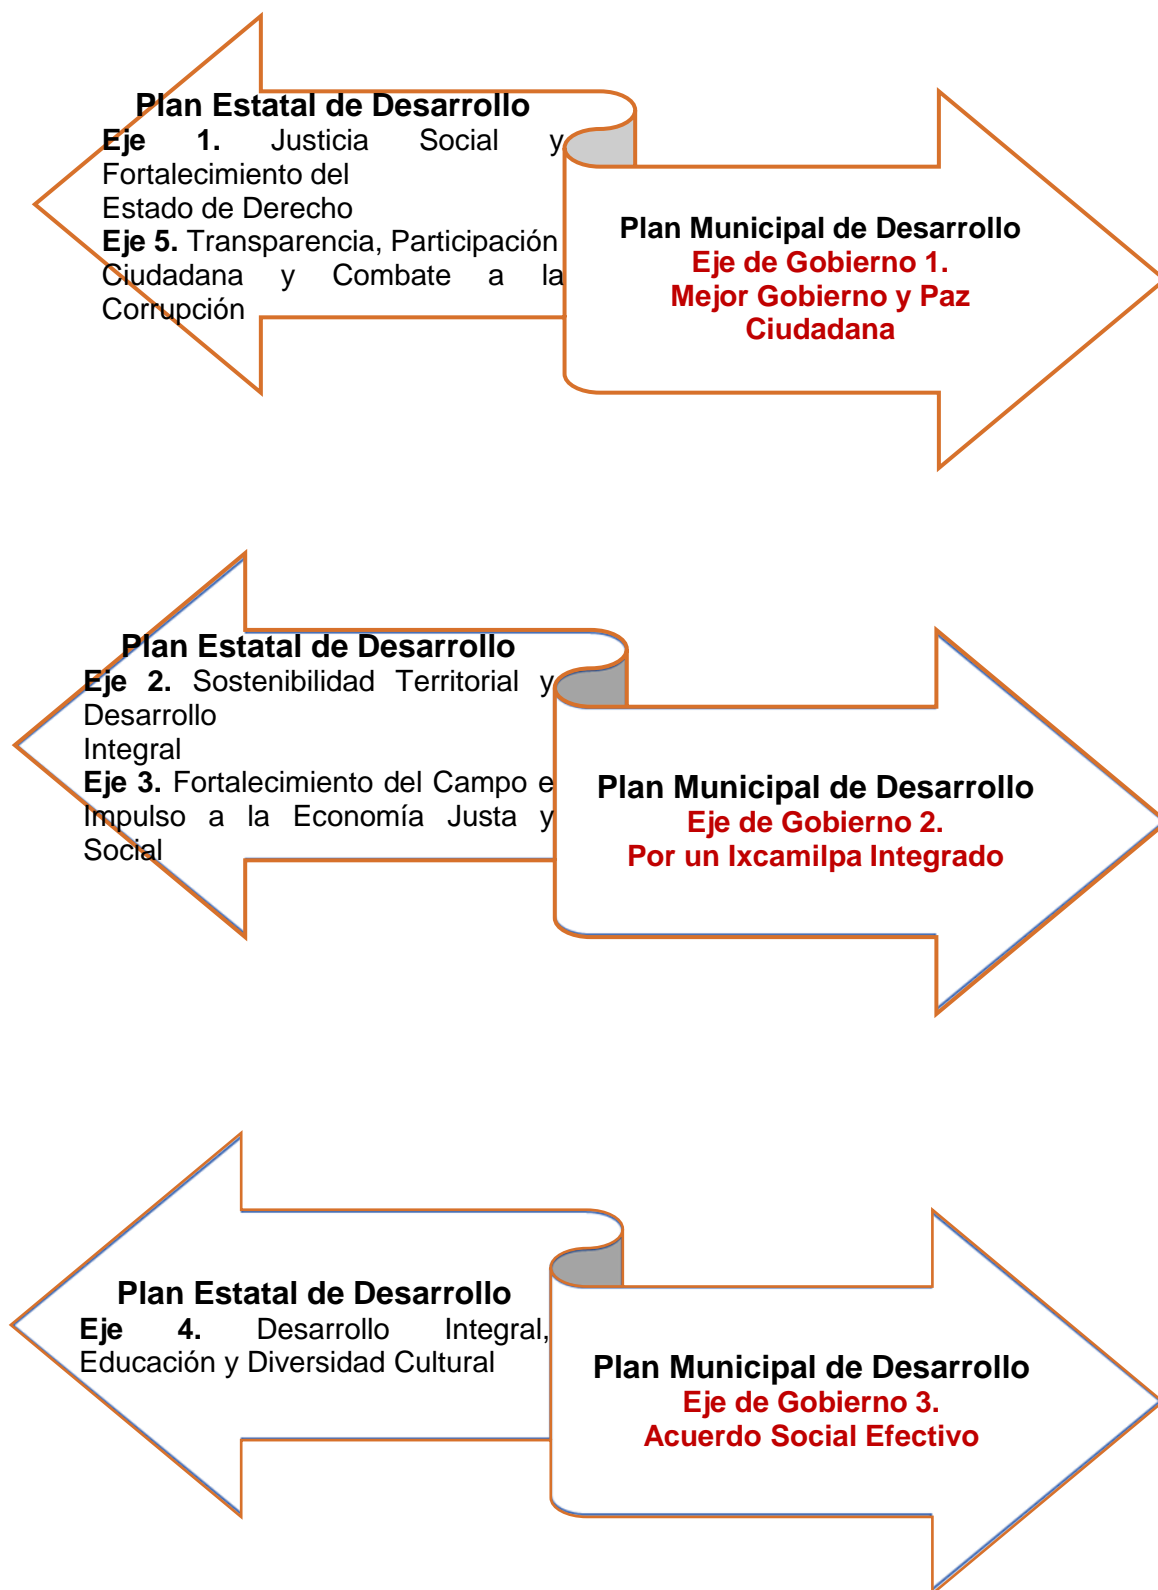 Plan Estatal de Desarrollo
Eje 1. Justicia Social y
Fortalecimiento del
Estado de Derecho
Eje 5. Transparencia, Participación
Ciudadana y Combate a la
Corrupción
Plan Municipal de Desarrollo
Eje de Gobierno 1.
Mejor Gobierno y Paz
Ciudadana
Plan Estatal de Desarrollo
Eje 2. Sostenibilidad Territorial y
Desarrollo
Integral
Eje 3. Fortalecimiento del Campo e
Impulso a la Economía Justa y
Social
Plan Municipal de Desarrollo
Eje de Gobierno 2.
Por un Ixcamilpa Integrado
Plan Estatal de Desarrollo
Eje 4. Desarrollo Integral,
Educación y Diversidad Cultural
Plan Municipal de Desarrollo
Eje de Gobierno 3.
Acuerdo Social Efectivo